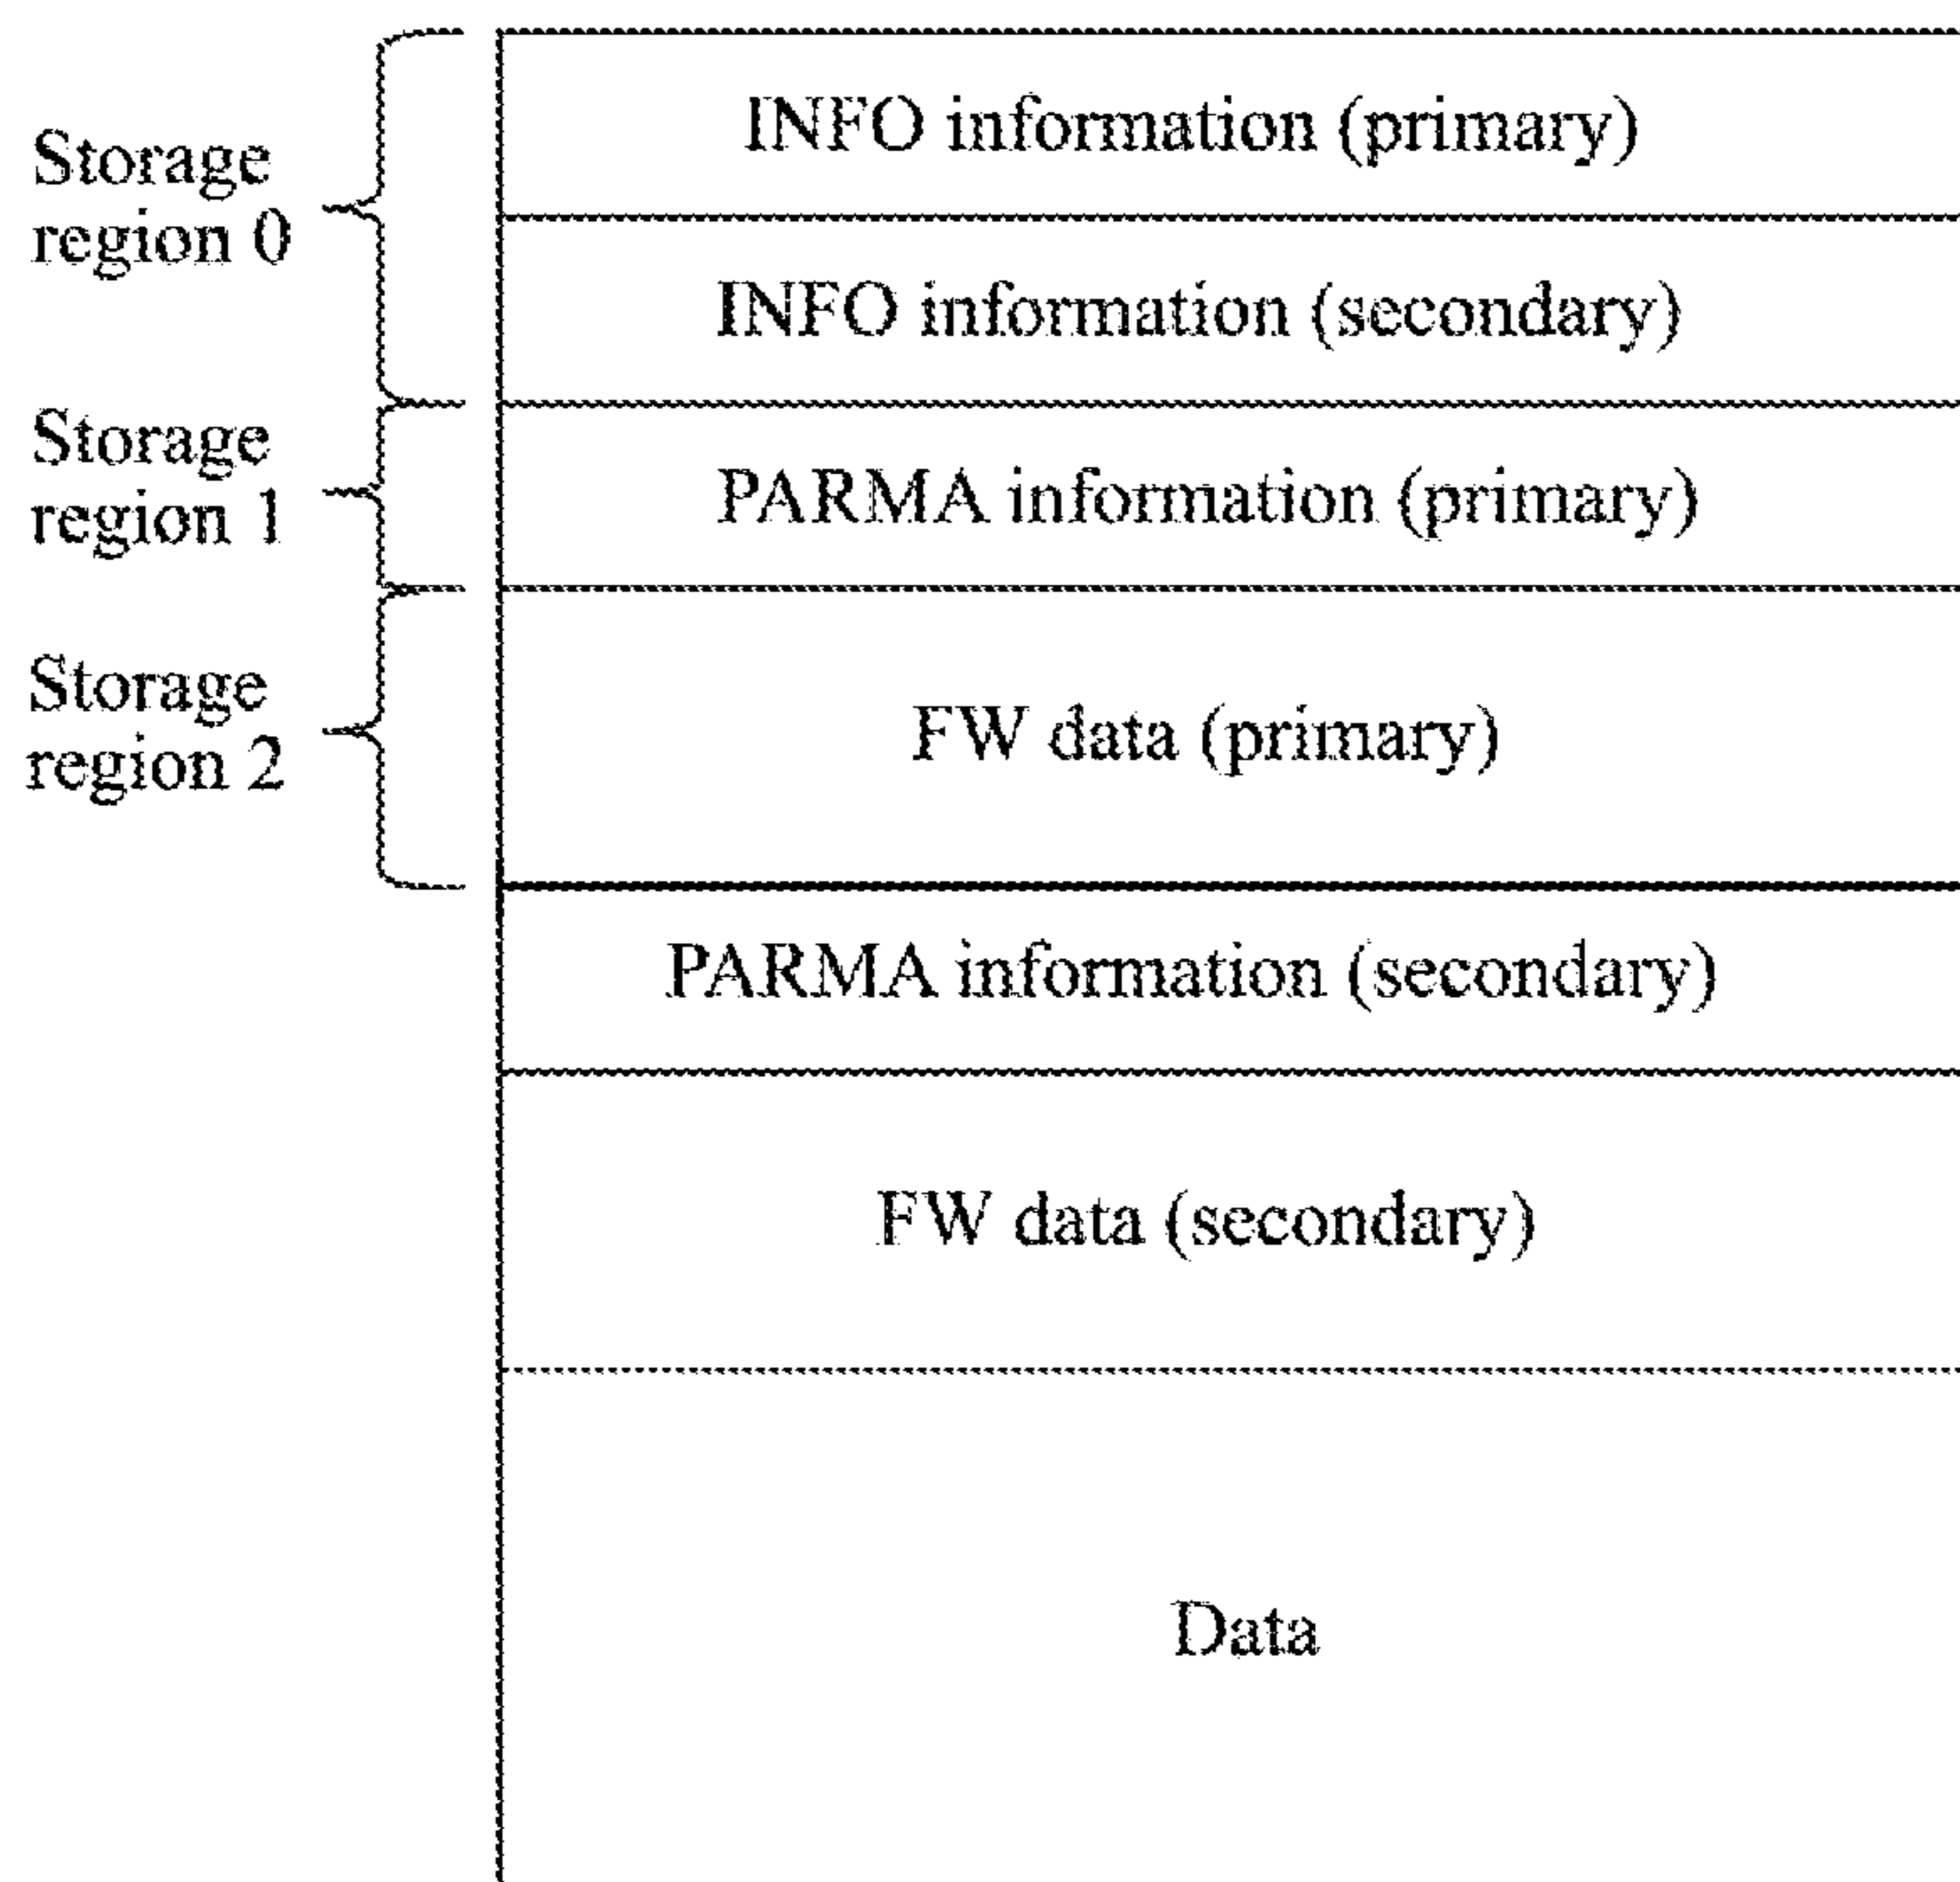 Storage
region 0
INFO information (primary)
INFO information (secondary)
Storage
region 1
PARMA information (primary)
Storage
region 2
FW data (primary)
PARMA information (secondary)
FW data (secondary)
Data